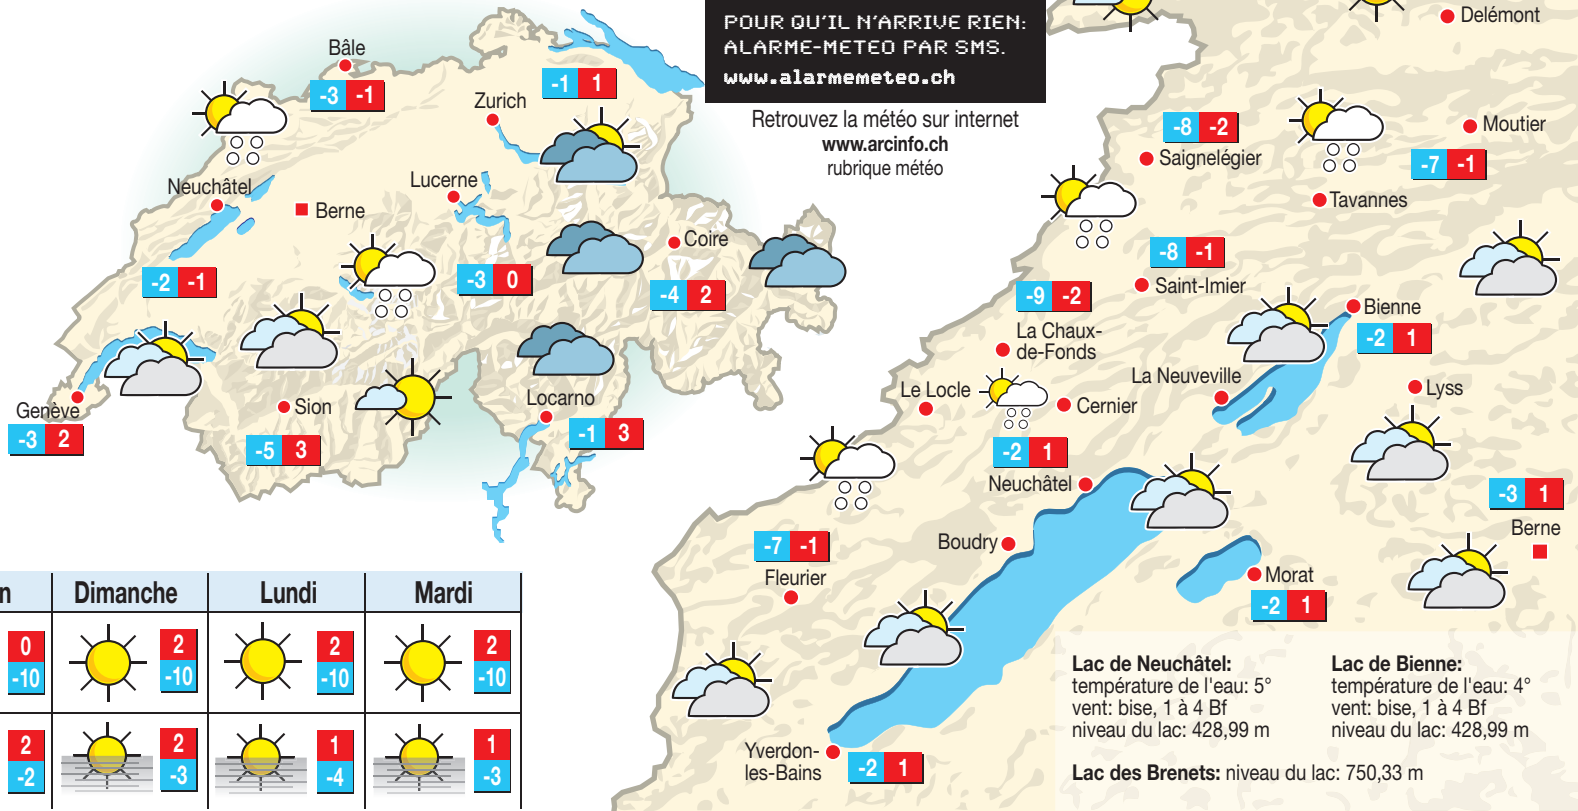 POUR QU'IL N'ARRIVE RIEN:
ALARME-METEO PAR SMS.
www.alarmemeteo.ch
Retrouvez la météo sur internet
www.arcinfo.ch
rubrique météo
Bâle
-3 -1
Zurich
-1 1
Neuchâtel
-2 -1
Berne
Lucerne
-3 0
Coire
-4 2
Genève
-3 2
Sion
-5 3
Locarno
-1 3
Delémont
Moutier
-7 -1
-8 -2
Saignelégier
Tavannes
-8 -1
Saint-Imier
-9 -2
La Chaux-
de-Fonds
Bienne
-2 1
La Neuveville
Lyss
Le Locle
Cernier
-2 1
Neuchâtel
-3 1
Berne
Boudry
-7 -1
Fleurier
Morat
-2 1
Yverdon-
les-Bains
-2 1
n Dimanche Lundi Mardi
0 2 2 2
-10 -10 -10 -10
2 2 1 1
-2 -3 -4 -3
Lac de Neuchâtel:
température de l'eau: 5°
vent: bise, 1 à 4 Bf
niveau du lac: 428,99 m
Lac de Bienne:
température de l'eau: 4°
vent: bise, 1 à 4 Bf
niveau du lac: 428,99 m
Lac des Brenets: niveau du lac: 750,33 m